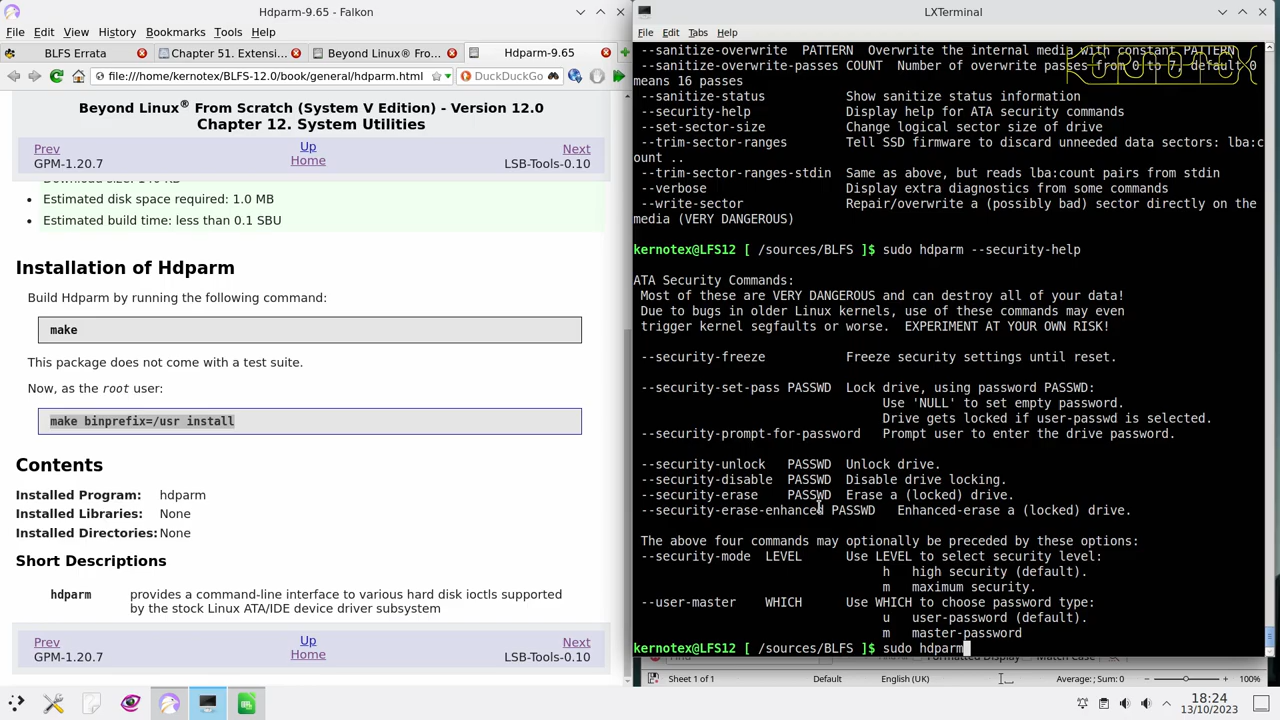 Hdparm-9.65 - Falkon
File Edit View History Bookmarks Tools Help
BLFS Errata
Chapter 51. Extensi...
Beyond Linux® Fro...
Hdparm-9.65
file:///home/kernotex/BLFS-12.0/book/general/hdparm.html
DuckDuckGo
Beyond Linux® From Scratch (System V Edition) - Version 12.0
Chapter 12. System Utilities
Prev Up Next
GPM-1.20.7 Home LSB-Tools-0.10
Estimated disk space required: 1.0 MB
Estimated build time: less than 0.1 SBU
Installation of Hdparm
Build Hdparm by running the following command:
make
This package does not come with a test suite.
Now, as the root user:
make binprefix=/usr install
Contents
Installed Program: hdparm
Installed Libraries: None
Installed Directories: None
Short Descriptions
hdparm provides a command-line interface to various hard disk ioctls supported
by the stock Linux ATA/IDE device driver subsystem
Prev Up Next
GPM-1.20.7 Home LSB-Tools-0.10
LXTerminal
File Edit Tabs Help
--sanitize-overwrite PATTERN Overwrite the internal media with constant PATTERN
--sanitize-overwrite-passes COUNT Number of overwrite passes from 0 to 7, default 0
means 16 passes
--sanitize-status Show sanitize status information
--security-help Display help for ATA security commands
--set-sector-size Change logical sector size of drive
--trim-sector-ranges Tell SSD firmware to discard unneeded data sectors: lba:c
ount ..
--trim-sector-ranges-stdin Same as above, but reads lba:count pairs from stdin
--verbose Display extra diagnostics from some commands
--write-sector Repair/overwrite a (possibly bad) sector directly on the
media (VERY DANGEROUS)
kernotex@LFS12 [ /sources/BLFS ]$ sudo hdparm --security-help
ATA Security Commands:
Most of these are VERY DANGEROUS and can destroy all of your data!
Due to bugs in older Linux kernels, use of these commands may even
trigger kernel segfaults or worse. EXPERIMENT AT YOUR OWN RISK!
--security-freeze Freeze security settings until reset.
--security-set-pass PASSWD Lock drive, using password PASSWD:
Use 'NULL' to set empty password.
Drive gets locked if user-passwd is selected.
--security-prompt-for-password Prompt user to enter the drive password.
--security-unlock PASSWD Unlock drive.
--security-disable PASSWD Disable drive locking.
--security-erase PASSWD Erase a (locked) drive.
--security-erase-enhanced PASSWD Enhanced-erase a (locked) drive.
The above four commands may optionally be preceded by these options:
--security-mode LEVEL Use LEVEL to select security level:
h high security (default).
m maximum security.
--user-master WHICH Use WHICH to choose password type:
u user-password (default).
m master-password
kernotex@LFS12 [ /sources/BLFS ]$ sudo hdparm
Sheet 1 of 1 Default English (UK) Average: ; Sum: 0 100%
18:24
13/10/2023